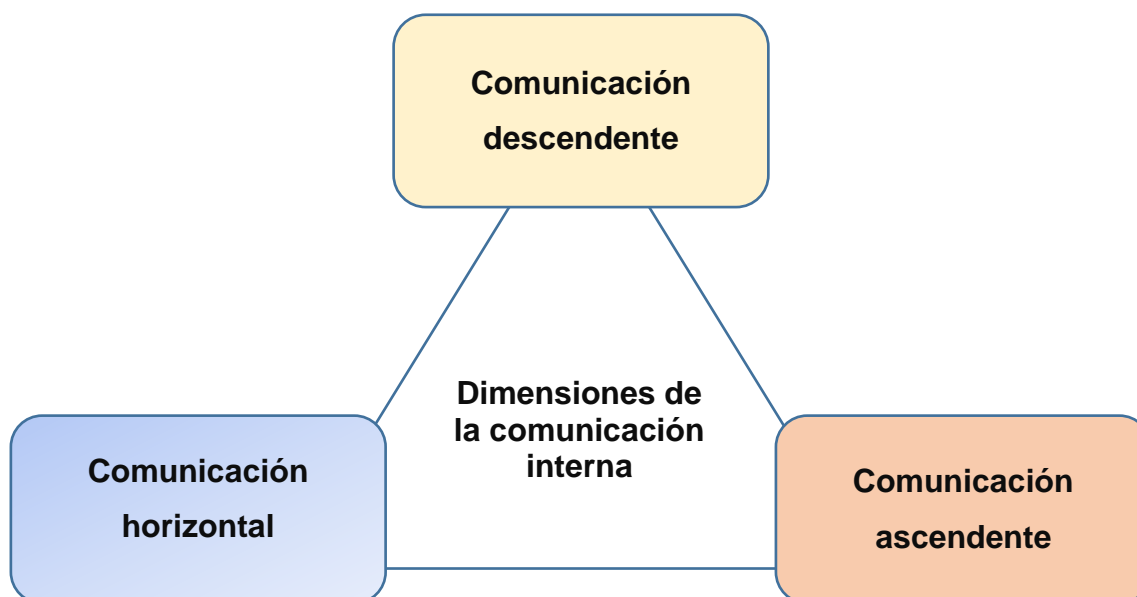 Comunicación
descendente
Dimensiones de
la comunicación
interna
Comunicación
horizontal
Comunicación
ascendente